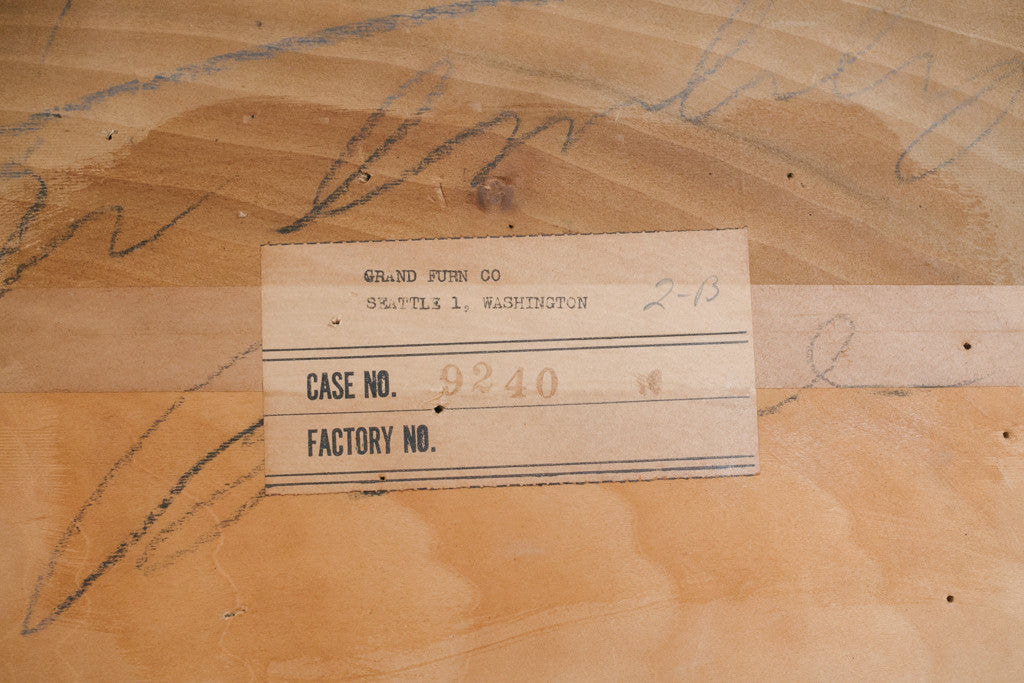 GRAND FURN CO
SEATTLE 1, WASHINGTON
2-B
CASE NO. 9240
FACTORY NO.